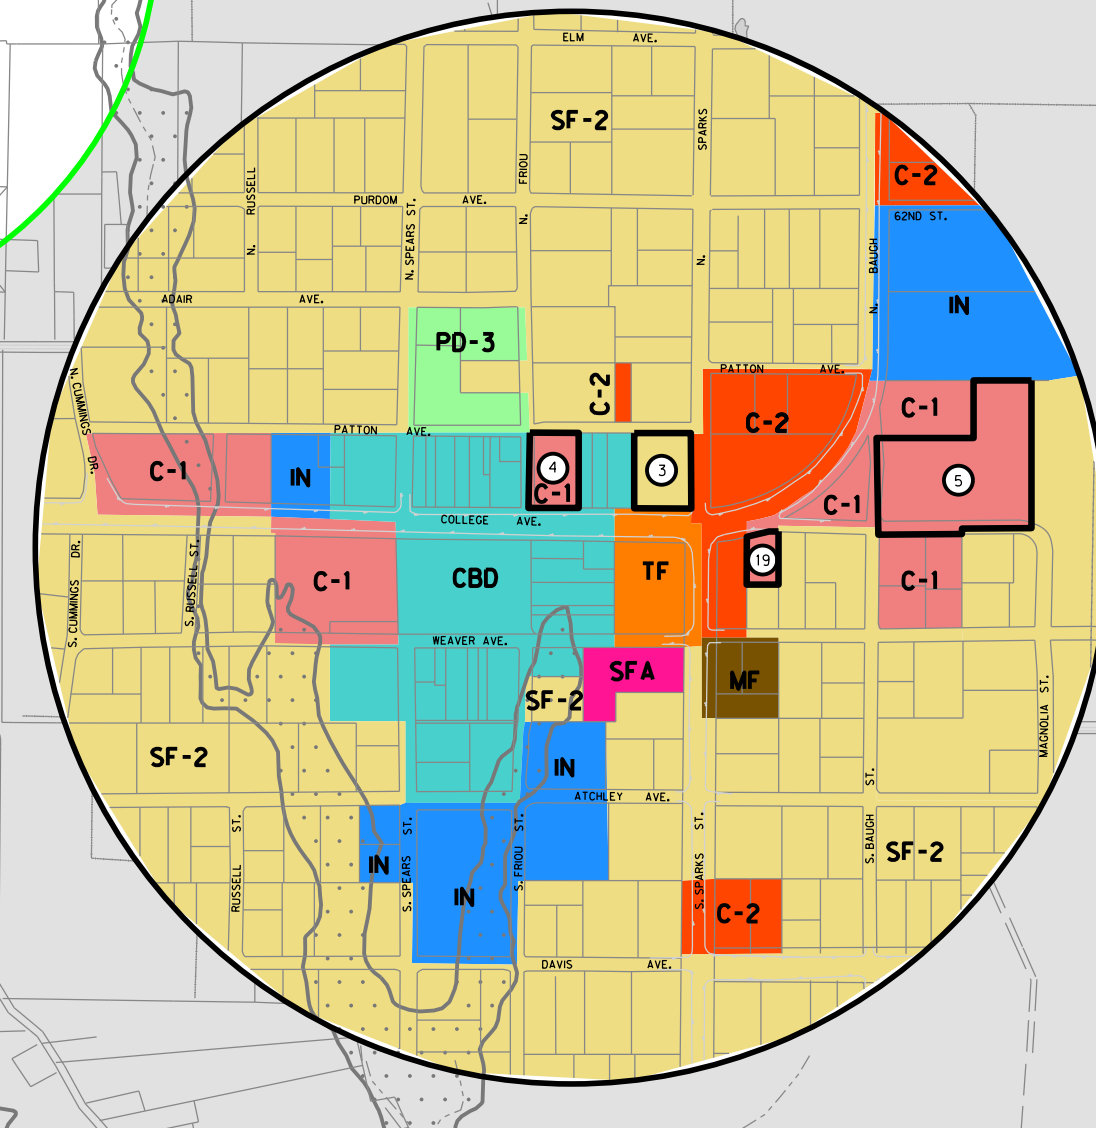 ELM AVE.
SF-2
SPARKS
FRIOU
RUSSELL
C-2
PURDOM AVE.
N. SPEARS ST.
N.
62ND ST.
BAUGH
N.
N.
N.
ADAIR AVE.
IN
N.
PD-3
PATTON AVE.
N. CUMMINGS
DR.
C-2
C-2
C-1
PATTON AVE.
C-1
IN
4
C-1
3
5
C-1
COLLEGE AVE.
19
S. CUMMINGS DR.
S. RUSSELL ST.
C-1
CBD
TF
C-1
WEAVER AVE.
SFA
MF
SF-2
MAGNOLIA ST.
SF-2
IN
ST.
ATCHLEY AVE.
RUSSELL ST.
S. SPEARS ST.
S. FRIOU ST.
S. SPARKS ST.
S. BAUGH
SF-2
IN
IN
C-2
DAVIS AVE.